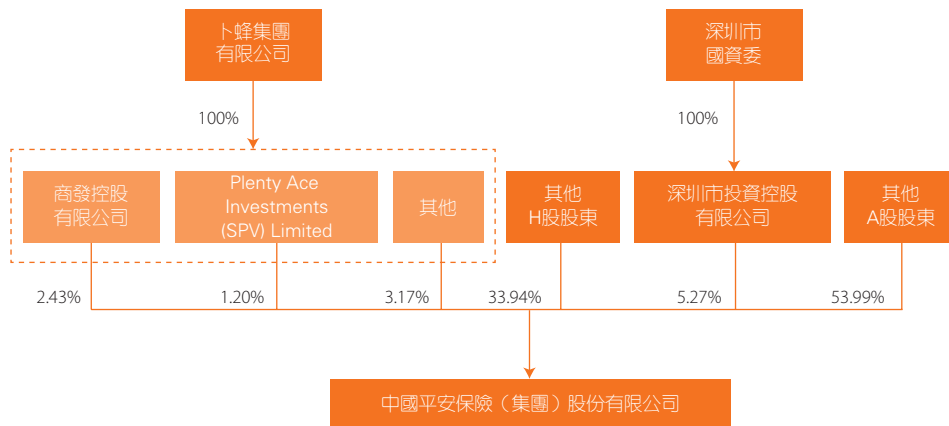 卜蜂集團
有限公司
深圳市
國資委
100%
100%
商發控股
有限公司
Plenty Ace
Investments
(SPV) Limited
其他
其他
H股股東
深圳市投資控股
有限公司
其他
A股股東
2.43%
1.20%
3.17%
33.94%
5.27%
53.99%
中國平安保險（集團）股份有限公司